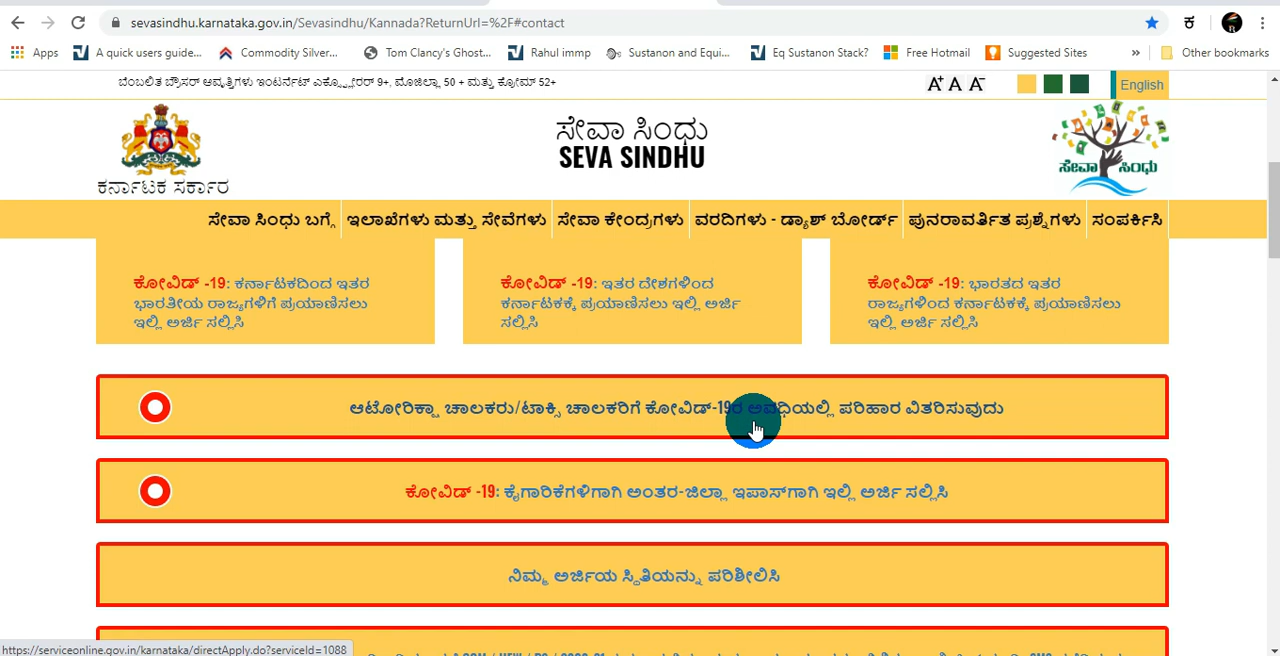 sevasindhu.karnataka.gov.in/Sevasindhu/Kannada?ReturnUrl=%2F#contact
Apps A quick users guide... Commodity Silver... Tom Clancy's Ghost... Rahul immp Sustanon and Equi... Eq Sustanon Stack? Free Hotmail Suggested Sites » Other bookmarks
ಬೆಂಬಲಿತ ಬ್ರೌಸರ್ ಆವೃತ್ತಿಗಳು ಇಂಟರ್ನೆಟ್ ಎಕ್ಸ್ಪ್ಲೋರರ್ 9+, ಮೊಜಿಲ್ಲಾ 50 + ಮತ್ತು ಕ್ರೋಮ್ 52+
A+ A A- English
ಕರ್ನಾಟಕ ಸರ್ಕಾರ
ಸೇವಾ ಸಿಂಧು
SEVA SINDHU
ಸೇವಾ ಸಿಂಧು
ಸೇವಾ ಸಿಂಧು ಬಗ್ಗೆ ಇಲಾಖೆಗಳು ಮತ್ತು ಸೇವೆಗಳು ಸೇವಾ ಕೇಂದ್ರಗಳು ವರದಿಗಳು - ಡ್ಯಾಶ್ ಬೋರ್ಡ್ ಪುನರಾವರ್ತಿತ ಪ್ರಶ್ನೆಗಳು ಸಂಪರ್ಕಿಸಿ
ಕೋವಿಡ್ -19: ಕರ್ನಾಟಕದಿಂದ ಇತರ
ಭಾರತೀಯ ರಾಜ್ಯಗಳಿಗೆ ಪ್ರಯಾಣಿಸಲು
ಇಲ್ಲಿ ಅರ್ಜಿ ಸಲ್ಲಿಸಿ
ಕೋವಿಡ್ -19: ಇತರ ದೇಶಗಳಿಂದ
ಕರ್ನಾಟಕಕ್ಕೆ ಪ್ರಯಾಣಿಸಲು ಇಲ್ಲಿ ಅರ್ಜಿ
ಸಲ್ಲಿಸಿ
ಕೋವಿಡ್ -19: ಭಾರತದ ಇತರ
ರಾಜ್ಯಗಳಿಂದ ಕರ್ನಾಟಕಕ್ಕೆ ಪ್ರಯಾಣಿಸಲು
ಇಲ್ಲಿ ಅರ್ಜಿ ಸಲ್ಲಿಸಿ
ಆಟೋರಿಕ್ಷಾ ಚಾಲಕರು/ಟಾಕ್ಸಿ ಚಾಲಕರಿಗೆ ಕೋವಿಡ್-19ರ ಅವಧಿಯಲ್ಲಿ ಪರಿಹಾರ ವಿತರಿಸುವುದು
ಕೋವಿಡ್ -19: ಕೈಗಾರಿಕೆಗಳಿಗಾಗಿ ಅಂತರ-ಜಿಲ್ಲಾ ಇಪಾಸ್‌ಗಾಗಿ ಇಲ್ಲಿ ಅರ್ಜಿ ಸಲ್ಲಿಸಿ
ನಿಮ್ಮ ಅರ್ಜಿಯ ಸ್ಥಿತಿಯನ್ನು ಪರಿಶೀಲಿಸಿ
https://serviceonline.gov.in/karnataka/directApply.do?serviceId=1088